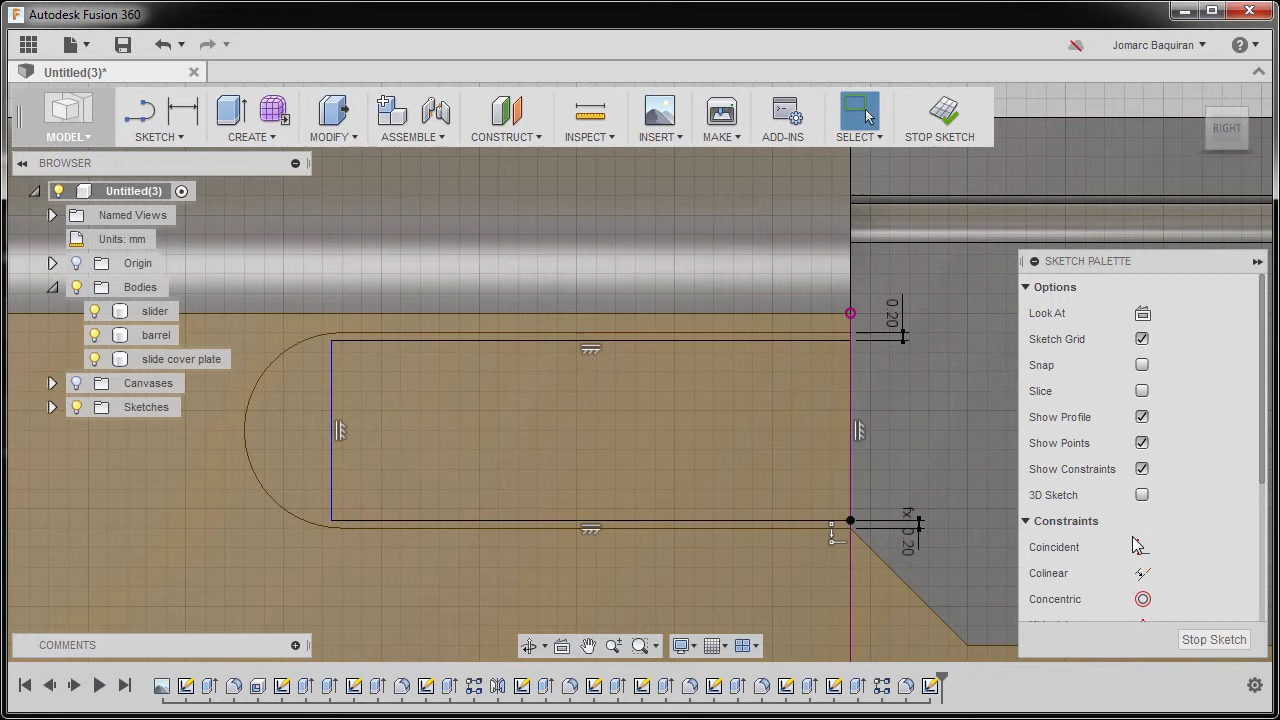 Autodesk Fusion 360
Jomarc Baquiran
Untitled(3)*
MODEL
SKETCH
CREATE
MODIFY
ASSEMBLE
CONSTRUCT
INSPECT
INSERT
MAKE
ADD-INS
SELECT
STOP SKETCH
RIGHT
BROWSER
Untitled(3)
Named Views
Units: mm
Origin
Bodies
slider
barrel
slide cover plate
Canvases
Sketches
0.20
fx: 0.20
SKETCH PALETTE
Options
Look At
Sketch Grid
Snap
Slice
Show Profile
Show Points
Show Constraints
3D Sketch
Constraints
Coincident
Colinear
Concentric
Stop Sketch
COMMENTS